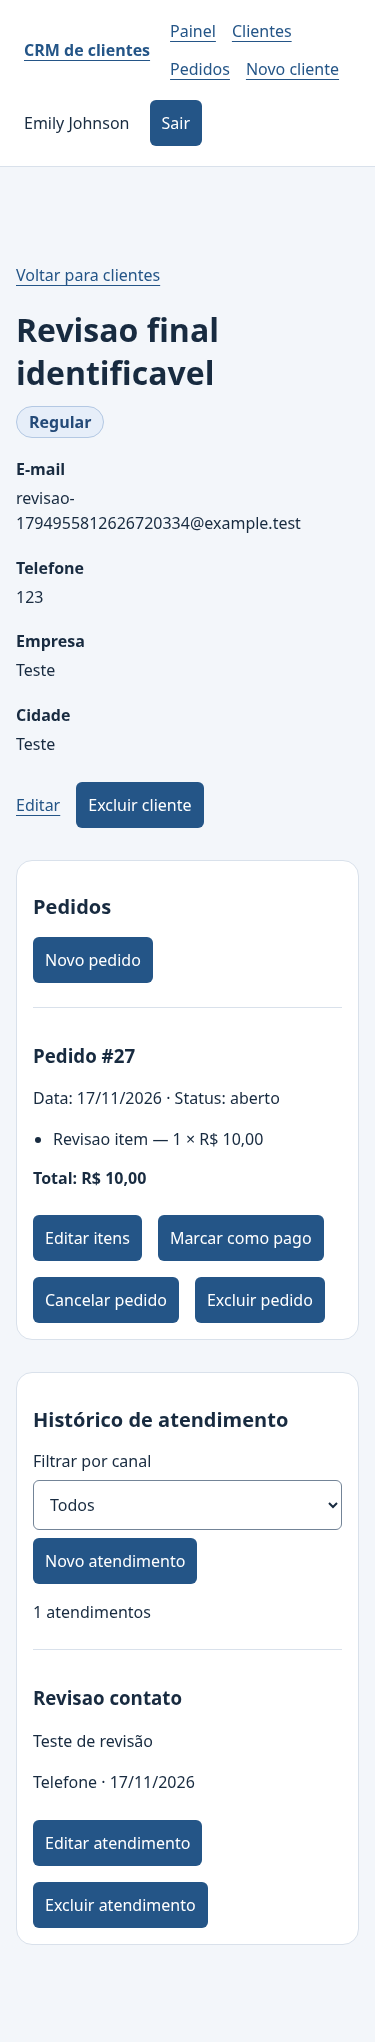 CRM de clientes
Painel Clientes
Pedidos Novo cliente
Emily Johnson Sair
Voltar para clientes
Revisao final
identificavel
Regular
E-mail
revisao-
1794955812626720334@example.test
Telefone
123
Empresa
Teste
Cidade
Teste
Editar Excluir cliente
Pedidos
Novo pedido
Pedido #27
Data: 17/11/2026 · Status: aberto
• Revisao item — 1 × R$ 10,00
Total: R$ 10,00
Editar itens Marcar como pago
Cancelar pedido Excluir pedido
Histórico de atendimento
Filtrar por canal
Todos
Novo atendimento
1 atendimentos
Revisao contato
Teste de revisão
Telefone · 17/11/2026
Editar atendimento
Excluir atendimento